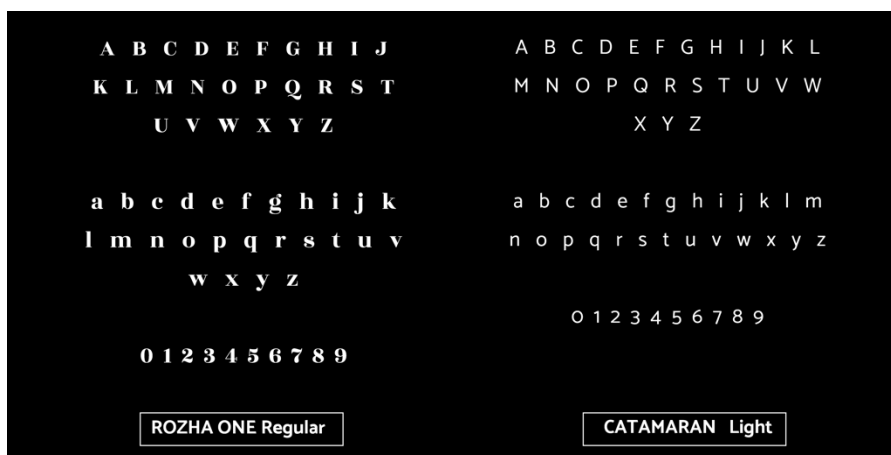 A B C D E F G H I J
K L M N O P Q R S T
U V W X Y Z
a b c d e f g h i j k
l m n o p q r s t u v
w x y z
0 1 2 3 4 5 6 7 8 9
ROZHA ONE Regular
A B C D E F G H I J K L
M N O P Q R S T U V W
X Y Z
a b c d e f g h i j k l m
n o p q r s t u v w x y z
0 1 2 3 4 5 6 7 8 9
CATAMARAN Light